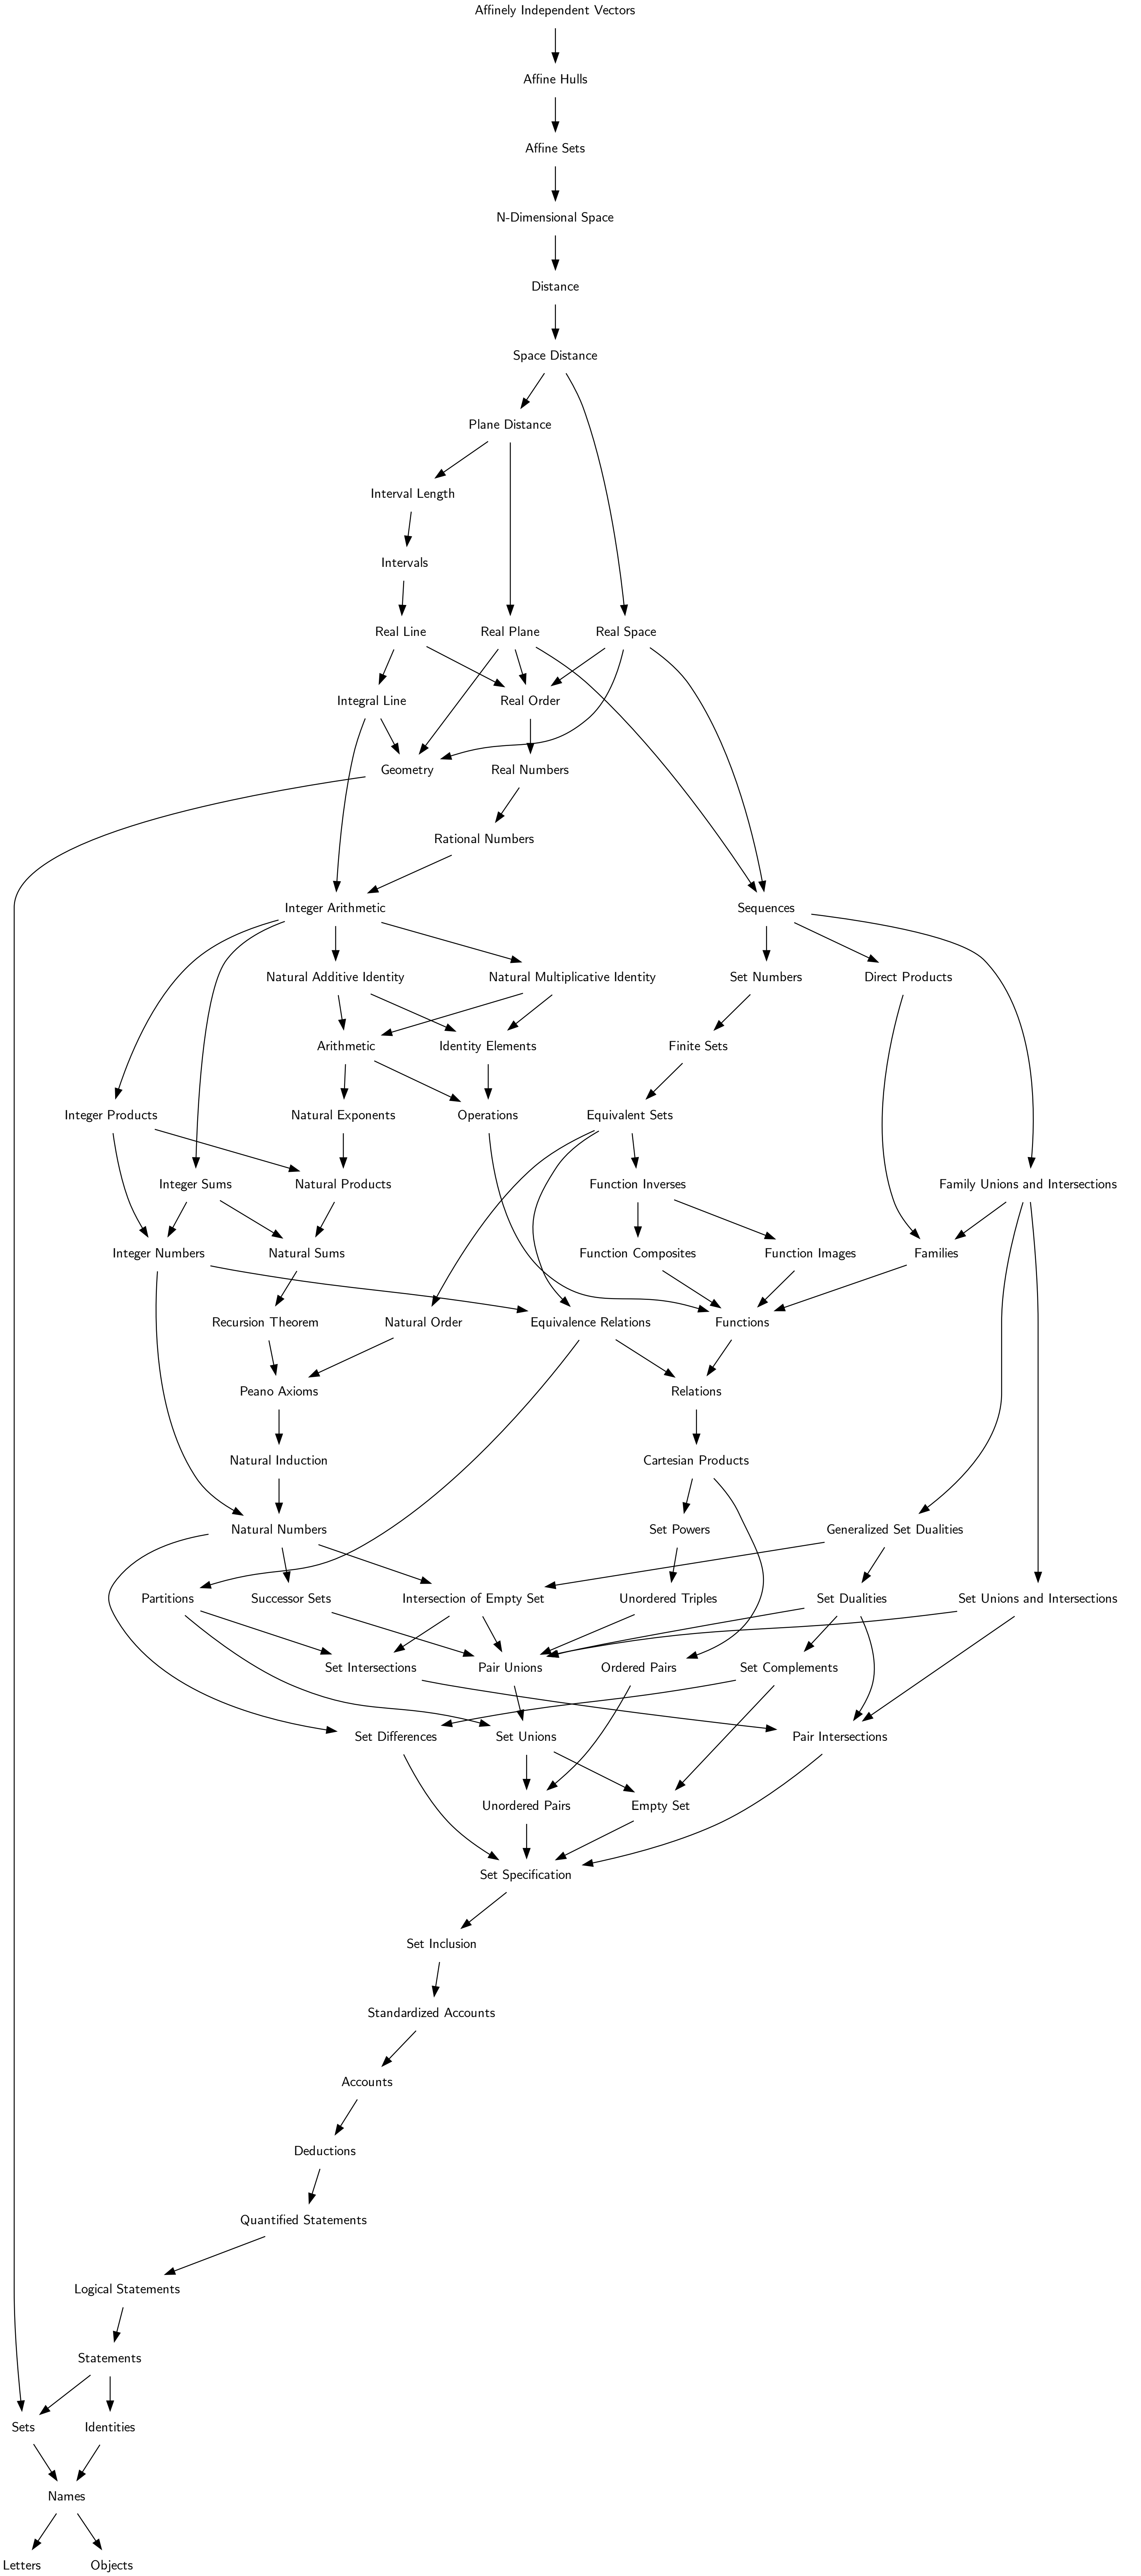 Affinely Independent Vectors
Affine Hulls
Affine Sets
N-Dimensional Space
Distance
Space Distance
Plane Distance
Interval Length
Intervals
Real Line
Real Plane
Real Space
Integral Line
Real Order
Geometry
Real Numbers
Rational Numbers
Integer Arithmetic
Sequences
Natural Additive Identity
Natural Multiplicative Identity
Set Numbers
Direct Products
Arithmetic
Identity Elements
Finite Sets
Integer Products
Natural Exponents
Operations
Equivalent Sets
Integer Sums
Natural Products
Function Inverses
Family Unions and Intersections
Integer Numbers
Natural Sums
Function Composites
Function Images
Families
Recursion Theorem
Natural Order
Equivalence Relations
Functions
Peano Axioms
Relations
Natural Induction
Cartesian Products
Natural Numbers
Set Powers
Generalized Set Dualities
Partitions
Successor Sets
Intersection of Empty Set
Unordered Triples
Set Dualities
Set Unions and Intersections
Set Intersections
Pair Unions
Ordered Pairs
Set Complements
Set Differences
Set Unions
Pair Intersections
Unordered Pairs
Empty Set
Set Specification
Set Inclusion
Standardized Accounts
Accounts
Deductions
Quantified Statements
Logical Statements
Statements
Sets
Identities
Names
Letters
Objects